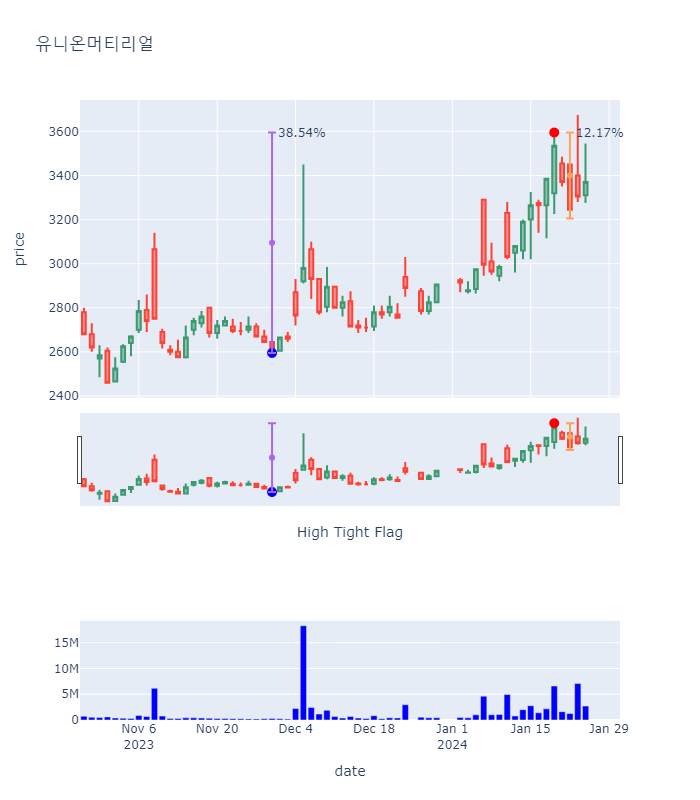 유니온머티리얼
price
3600
3400
3200
3000
2800
2600
2400
38.54%
12.17%
High Tight Flag
15M
10M
5M
0
Nov 6
2023
Nov 20
Dec 4
Dec 18
Jan 1
2024
Jan 15
Jan 29
date